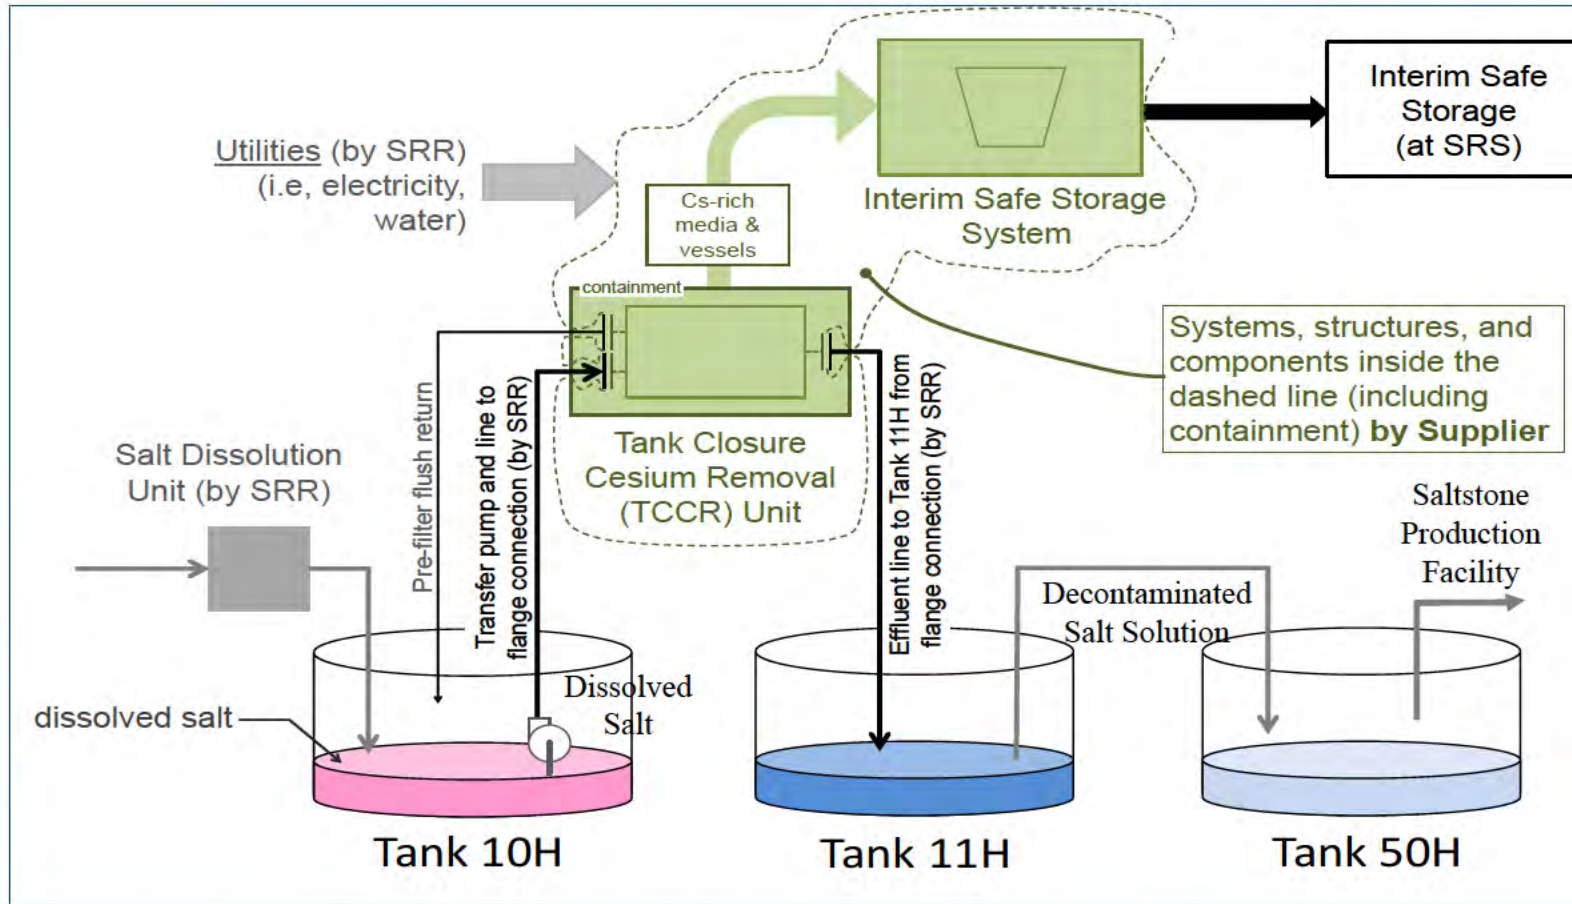 Interim Safe
Storage
(at SRS)
Utilities (by SRR)
(i.e, electricity,
water)
Cs-rich
media &
vessels
Interim Safe Storage
System
containment
Systems, structures, and
components inside the
dashed line (including
containment) by Supplier
Tank Closure
Cesium Removal
(TCCR) Unit
Salt Dissolution
Unit (by SRR)
Pre-filter flush return
Transfer pump and line to
flange connection (by SRR)
Effluent line to Tank 11H from
flange connection (by SRR)
Saltstone
Production
Facility
Decontaminated
Salt Solution
Dissolved
Salt
dissolved salt
Tank 10H
Tank 11H
Tank 50H